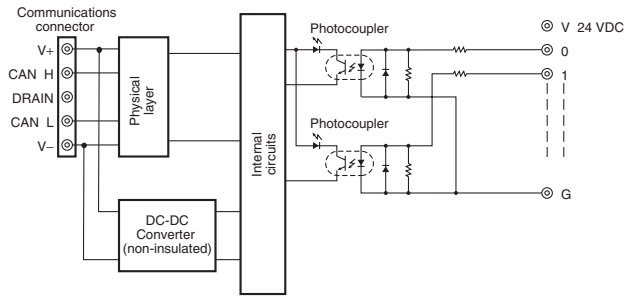 Communications
connector
V+
CAN H
DRAIN
CAN L
V−
Physical
layer
DC-DC
Converter
(non-insulated)
Internal
circuits
Photocoupler
Photocoupler
V 24 VDC
0
1
G